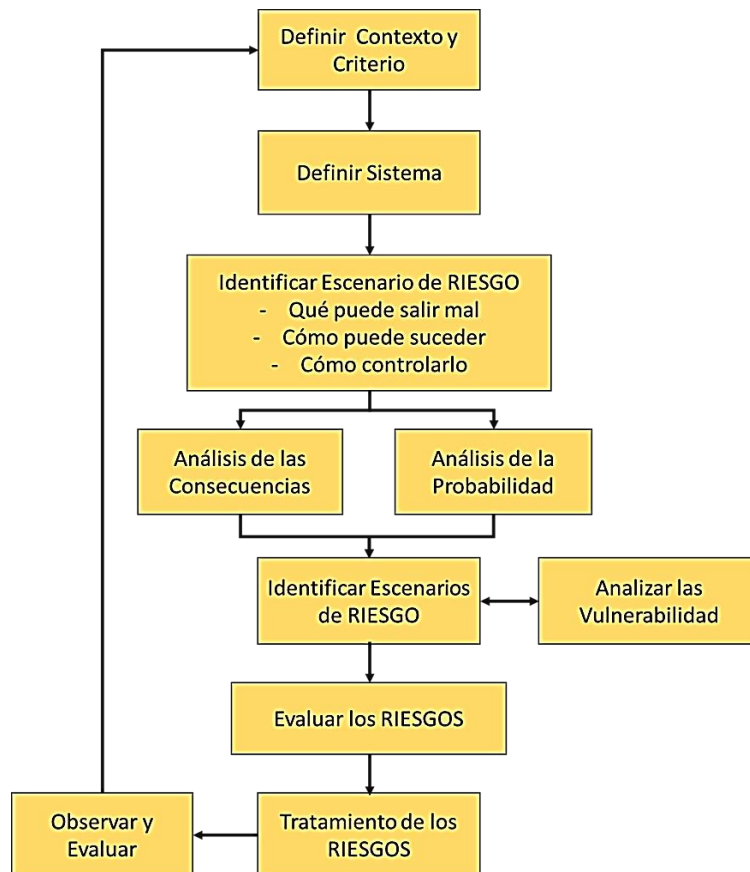 Definir Contexto y
Criterio
Definir Sistema
Identificar Escenario de RIESGO
- Qué puede salir mal
- Cómo puede suceder
- Cómo controlarlo
Análisis de las
Consecuencias
Análisis de la
Probabilidad
Identificar Escenarios
de RIESGO
Analizar las
Vulnerabilidad
Evaluar los RIESGOS
Observar y
Evaluar
Tratamiento de los
RIESGOS